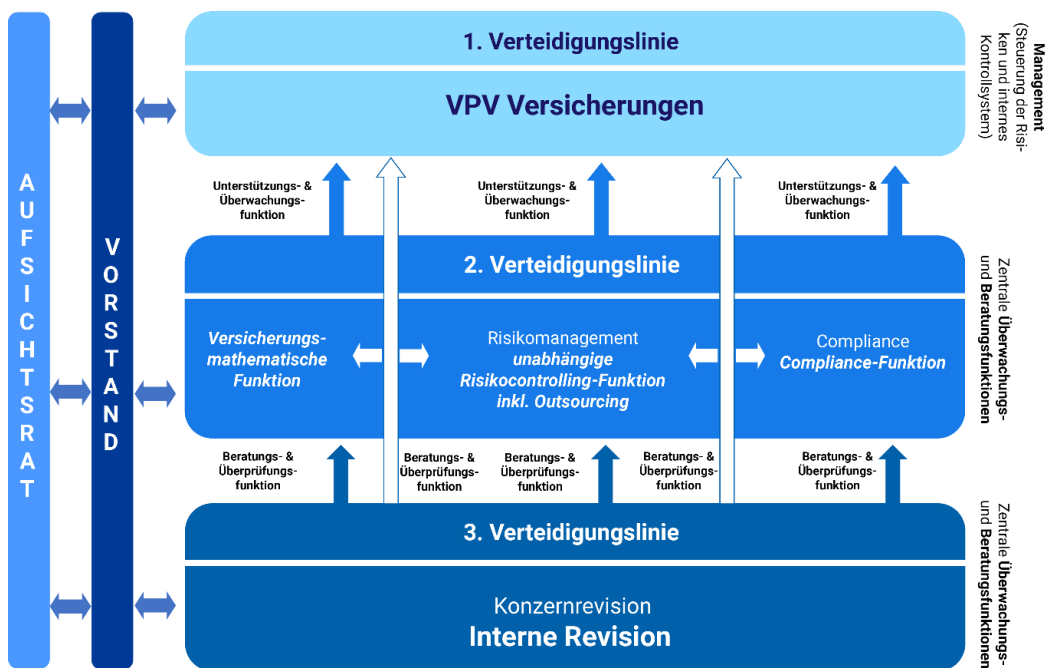 AUFSICHTSRAT
VORSTAND
1. Verteidigungslinie
VPV Versicherungen
Management
(Steuerung der Risi-
ken und internes
Kontrollsystem)
Unterstützungs- &
Überwachungs-
funktion
Unterstützungs- &
Überwachungs-
funktion
Unterstützungs- &
Überwachungs-
funktion
2. Verteidigungslinie
Versicherungs-
mathematische
Funktion
Risikomanagement
unabhängige
Risikocontrolling-Funktion
inkl. Outsourcing
Compliance
Compliance-Funktion
Zentrale Überwachungs-
und Beratungsfunktionen
Beratungs- &
Überprüfungs-
funktion
Beratungs- &
Überprüfungs-
funktion
Beratungs- &
Überprüfungs-
funktion
Beratungs- &
Überprüfungs-
funktion
Beratungs- &
Überprüfungs-
funktion
3. Verteidigungslinie
Konzernrevision
Interne Revision
Zentrale Überwachungs-
und Beratungsfunktionen